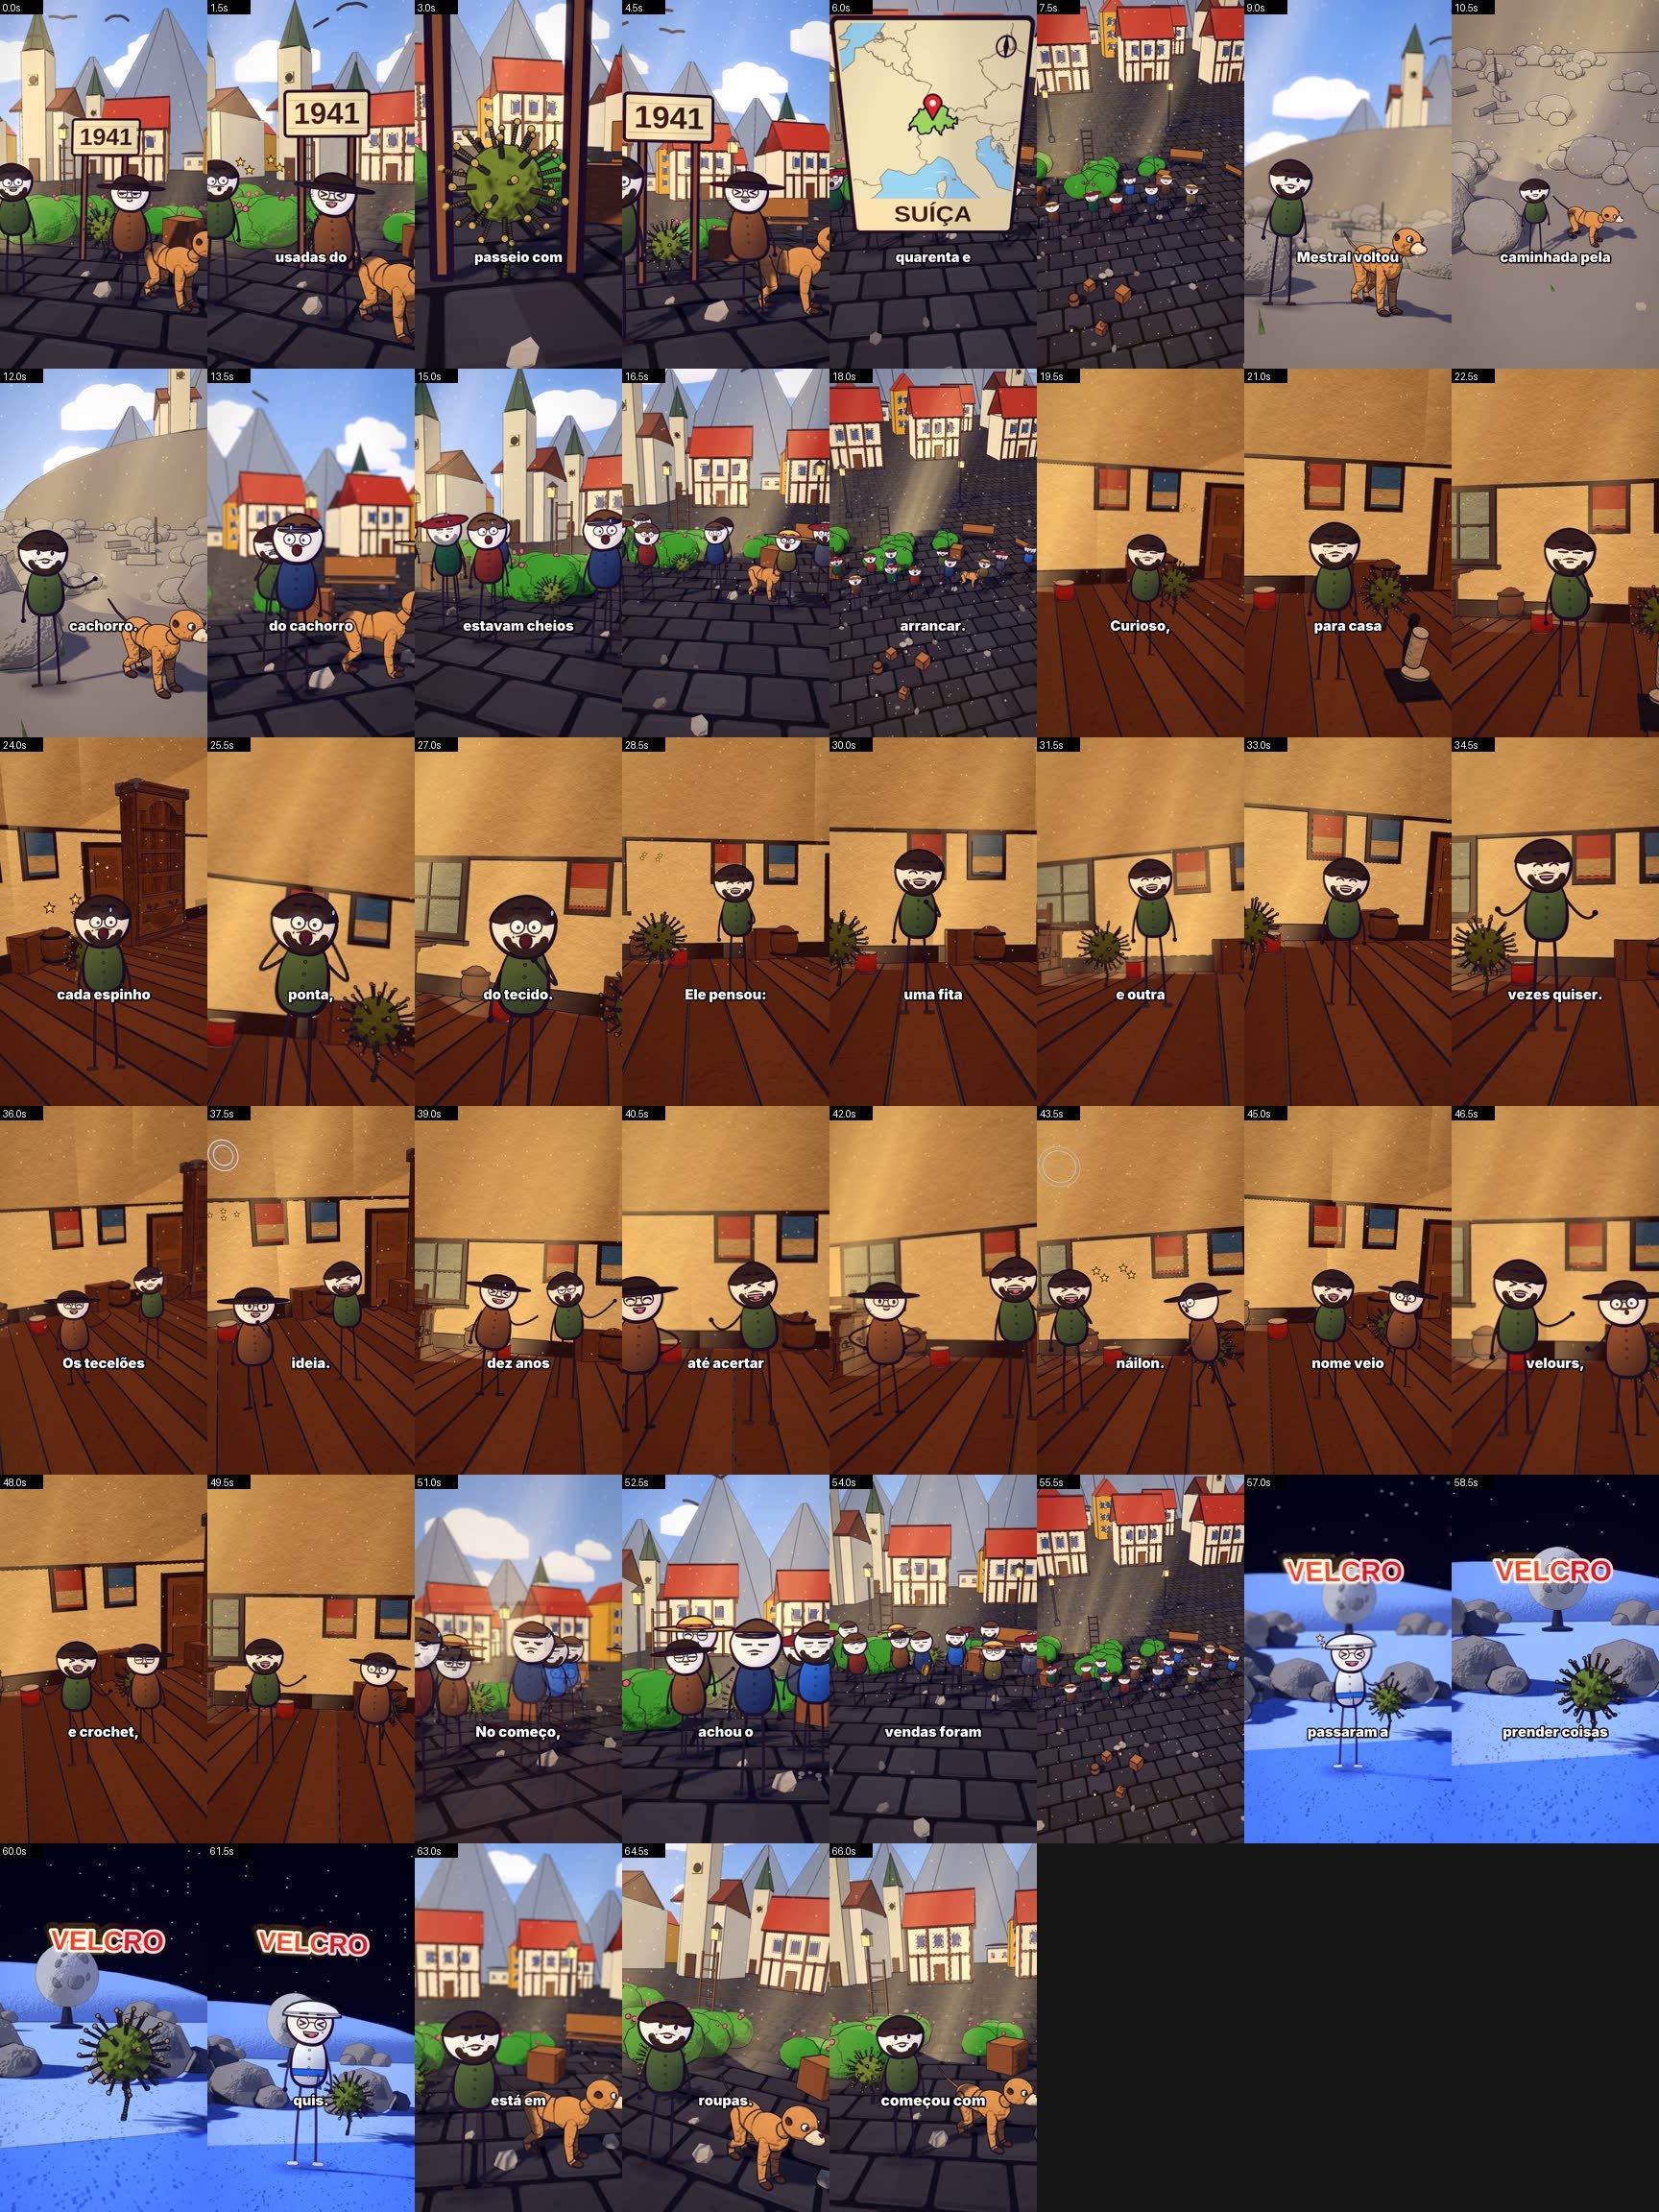 0.0s
1941
1.5s
1941
usadas do
3.0s
passeio com
4.5s
1941
6.0s
SUÍÇA
quarenta e
7.5s
9.0s
Mestral voltou
10.5s
caminhada pela
12.0s
cachorro.
13.5s
do cachorro
15.0s
estavam cheios
16.5s
18.0s
arrancar.
19.5s
Curioso,
21.0s
para casa
22.5s
24.0s
cada espinho
25.5s
ponta,
27.0s
do tecido.
28.5s
Ele pensou:
30.0s
uma fita
31.5s
e outra
33.0s
34.5s
vezes quiser.
36.0s
Os tecelões
37.5s
ideia.
39.0s
dez anos
40.5s
até acertar
42.0s
43.5s
náilon.
45.0s
nome veio
46.5s
velours,
48.0s
e crochet,
49.5s
51.0s
No começo,
52.5s
achou o
54.0s
vendas foram
55.5s
57.0s
VELCRO
passaram a
58.5s
VELCRO
prender coisas
60.0s
VELCRO
61.5s
VELCRO
quis.
63.0s
está em
64.5s
roupas.
66.0s
começou com